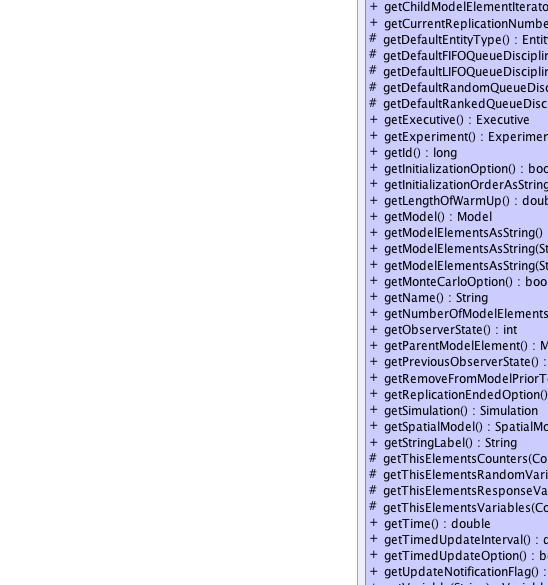 + getChildModelElementIterato
+ getCurrentReplicationNumbe
# getDefaultEntityType() : Entit
# getDefaultFIFOQueueDisciplin
# getDefaultLIFOQueueDisciplin
# getDefaultRandomQueueDisc
# getDefaultRankedQueueDisc
+ getExecutive() : Executive
+ getExperiment() : Experimen
+ getId() : long
+ getInitializationOption() : boo
+ getInitializationOrderAsString
+ getLengthOfWarmUp() : doub
+ getModel() : Model
+ getModelElementsAsString()
+ getModelElementsAsString(St
+ getModelElementsAsString(St
+ getMonteCarloOption() : boo
+ getName() : String
+ getNumberOfModelElements
+ getObserverState() : int
+ getParentModelElement() : M
+ getPreviousObserverState() :
+ getRemoveFromModelPriorT
+ getReplicationEndedOption()
+ getSimulation() : Simulation
+ getSpatialModel() : SpatialMo
+ getStringLabel() : String
# getThisElementsCounters(Co
# getThisElementsRandomVari
# getThisElementsResponseVa
# getThisElementsVariables(Co
+ getTime() : double
+ getTimedUpdateInterval() : d
+ getTimedUpdateOption() : b
+ getUpdateNotificationFlag() :